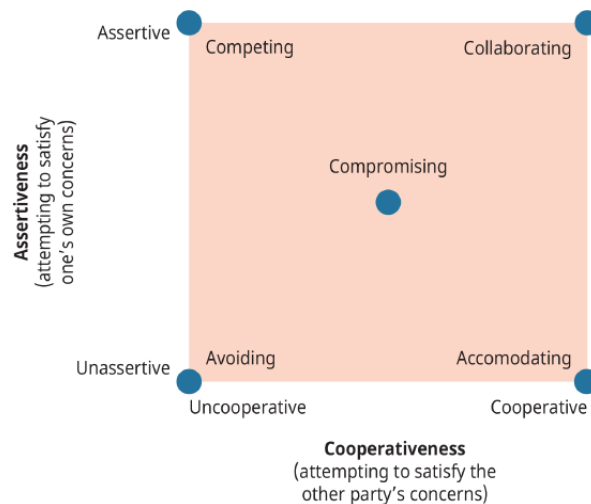 Assertive
Competing
Collaborating
Assertiveness
(attempting to satisfy
one's own concerns)
Compromising
Unassertive
Avoiding
Accomodating
Uncooperative
Cooperative
Cooperativeness
(attempting to satisfy the
other party's concerns)